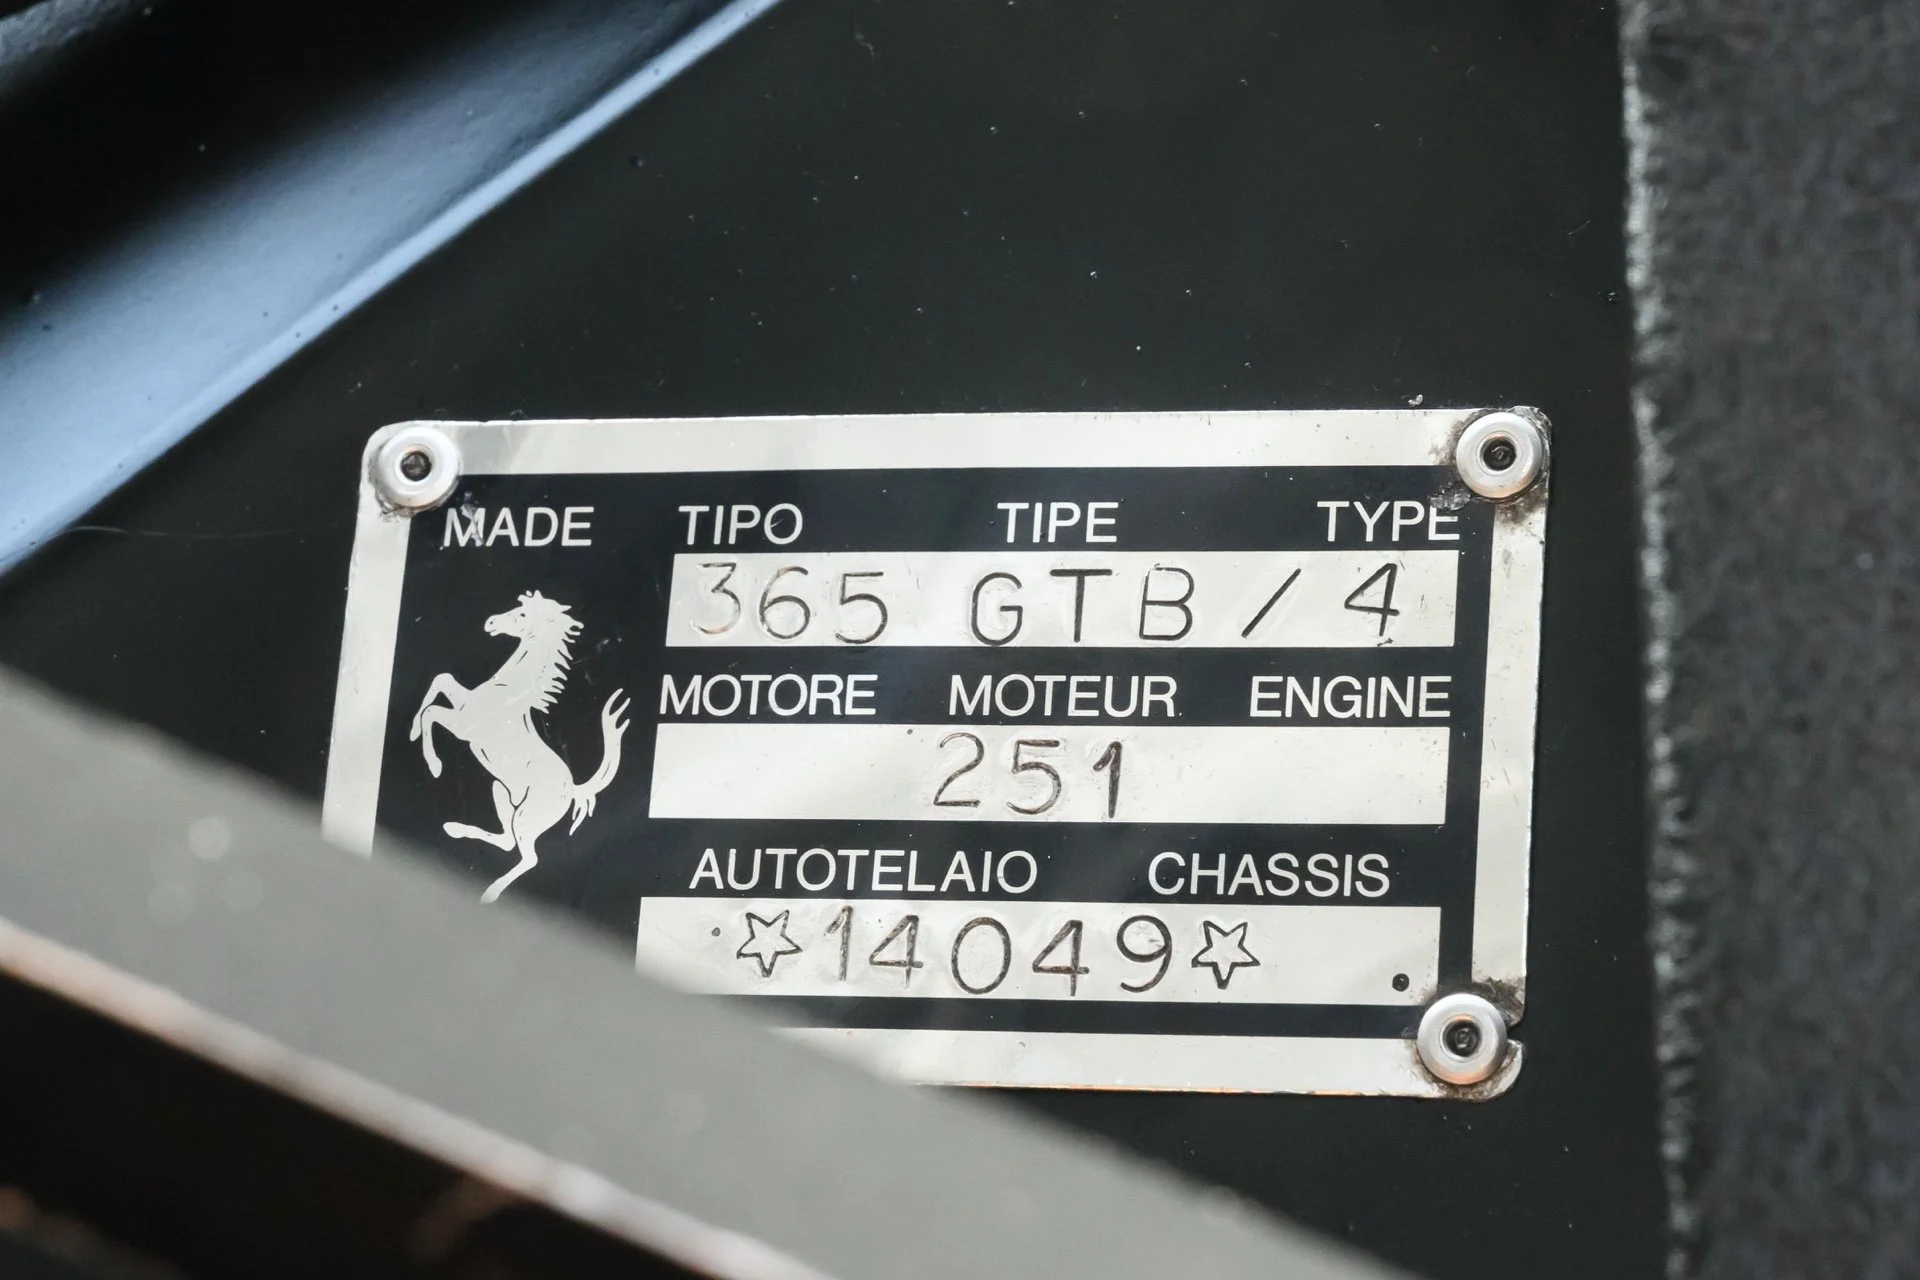 MADE TIPO TIPE TYPE
365 GTB/4
MOTORE MOTEUR ENGINE
251
AUTOTELAIO CHASSIS
☆14049☆